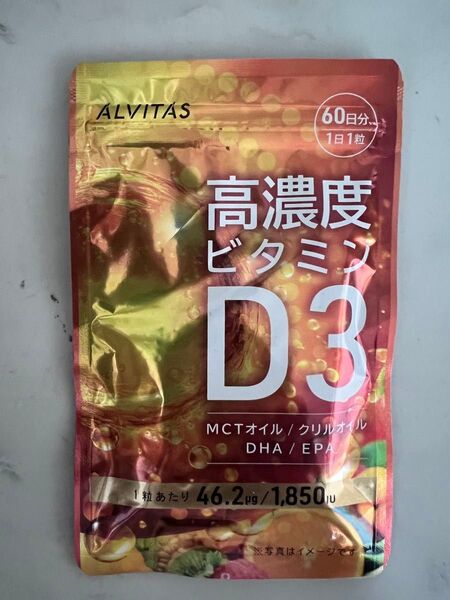 ALVITAS
60日分
1日1粒
高濃度
ビタミン
D3
MCTオイル / クリルオイル
DHA / EPA
1粒あたり 46.2μg/1,850IU
※写真はイメージです